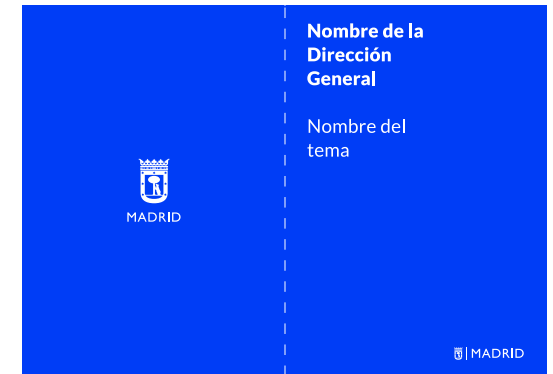 MADRID
Nombre de la
Dirección
General
Nombre del
tema
MADRID